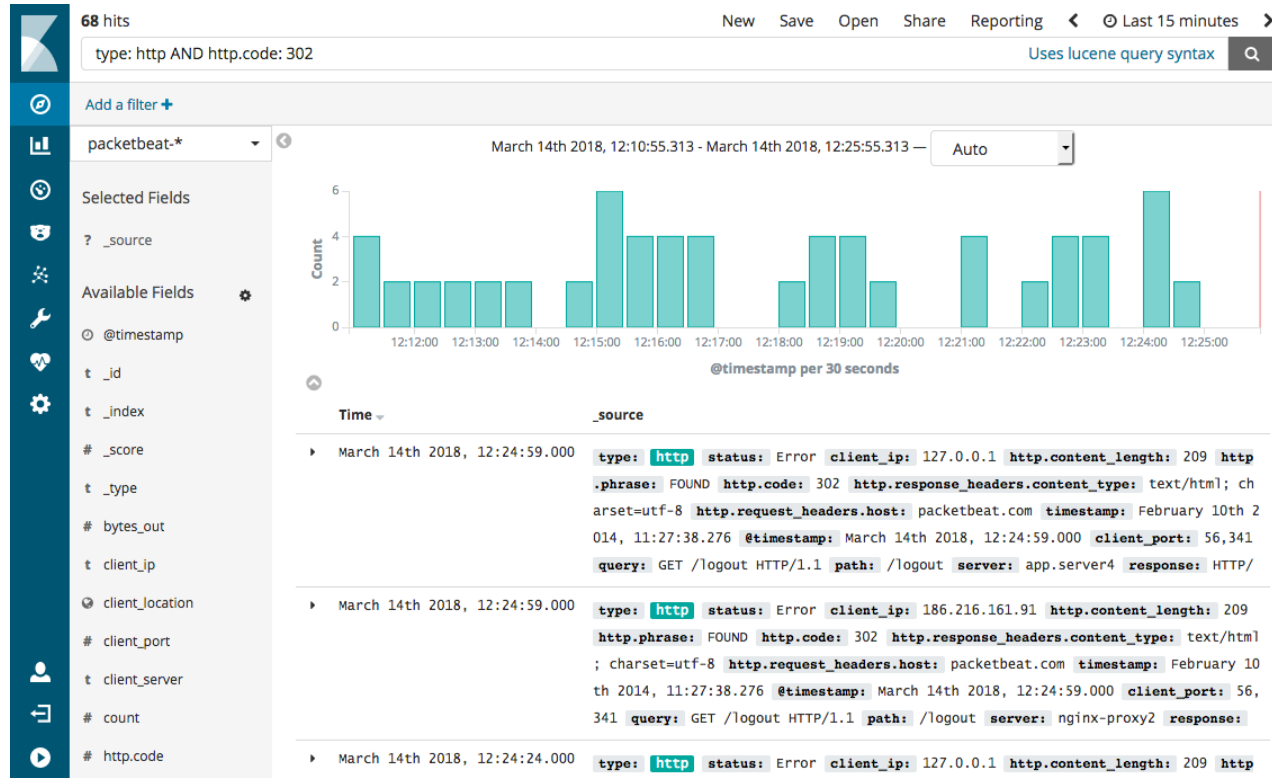 68 hits
New Save Open Share Reporting Last 15 minutes
type: http AND http.code: 302
Uses lucene query syntax
Add a filter +
packetbeat-*
March 14th 2018, 12:10:55.313 - March 14th 2018, 12:25:55.313 —
Auto
Selected Fields
? _source
Available Fields
@timestamp
t _id
t _index
# _score
t _type
# bytes_out
t client_ip
client_location
# client_port
t client_server
# count
# http.code
Count
6
4
2
0
12:12:00 12:13:00 12:14:00 12:15:00 12:16:00 12:17:00 12:18:00 12:19:00 12:20:00 12:21:00 12:22:00 12:23:00 12:24:00 12:25:00
@timestamp per 30 seconds
Time _source
March 14th 2018, 12:24:59.000
type: http status: Error client_ip: 127.0.0.1 http.content_length: 209 http
.phrase: FOUND http.code: 302 http.response_headers.content_type: text/html; ch
arset=utf-8 http.request_headers.host: packetbeat.com timestamp: February 10th 2
014, 11:27:38.276 @timestamp: March 14th 2018, 12:24:59.000 client_port: 56,341
query: GET /logout HTTP/1.1 path: /logout server: app.server4 response: HTTP/
March 14th 2018, 12:24:59.000
type: http status: Error client_ip: 186.216.161.91 http.content_length: 209
http.phrase: FOUND http.code: 302 http.response_headers.content_type: text/html
; charset=utf-8 http.request_headers.host: packetbeat.com timestamp: February 10
th 2014, 11:27:38.276 @timestamp: March 14th 2018, 12:24:59.000 client_port: 56,
341 query: GET /logout HTTP/1.1 path: /logout server: nginx-proxy2 response:
March 14th 2018, 12:24:24.000
type: http status: Error client_ip: 127.0.0.1 http.content_length: 209 http